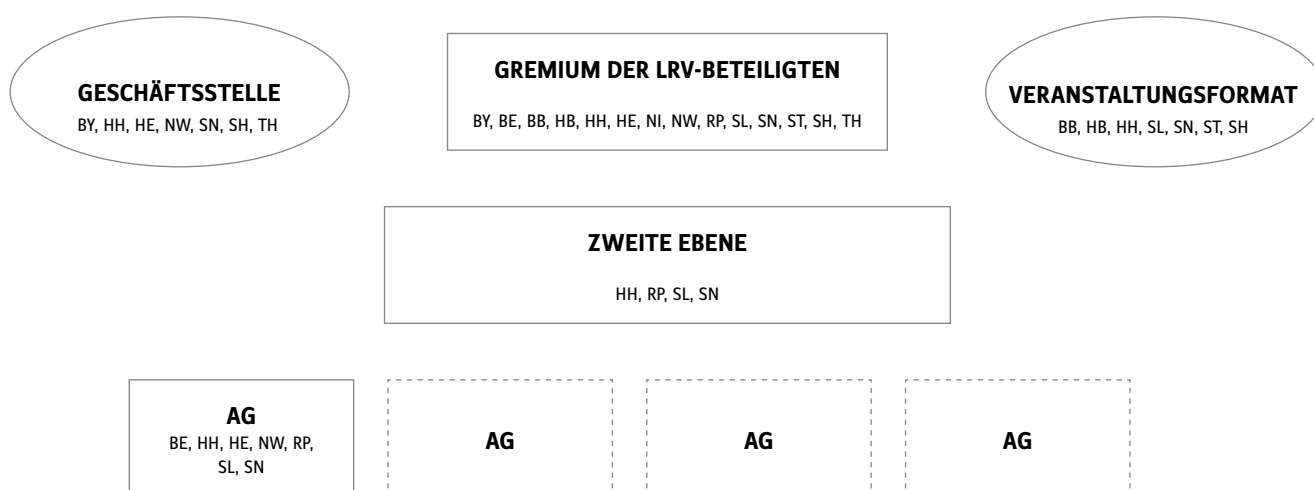 GESCHÄFTSSTELLE
BY, HH, HE, NW, SN, SH, TH
GREMIUM DER LRV-BETEILIGTEN
BY, BE, BB, HB, HH, HE, NI, NW, RP, SL, SN, ST, SH, TH
VERANSTALTUNGSFORMAT
BB, HB, HH, SL, SN, ST, SH
ZWEITE EBENE
HH, RP, SL, SN
AG
BE, HH, HE, NW, RP,
SL, SN
AG
AG
AG